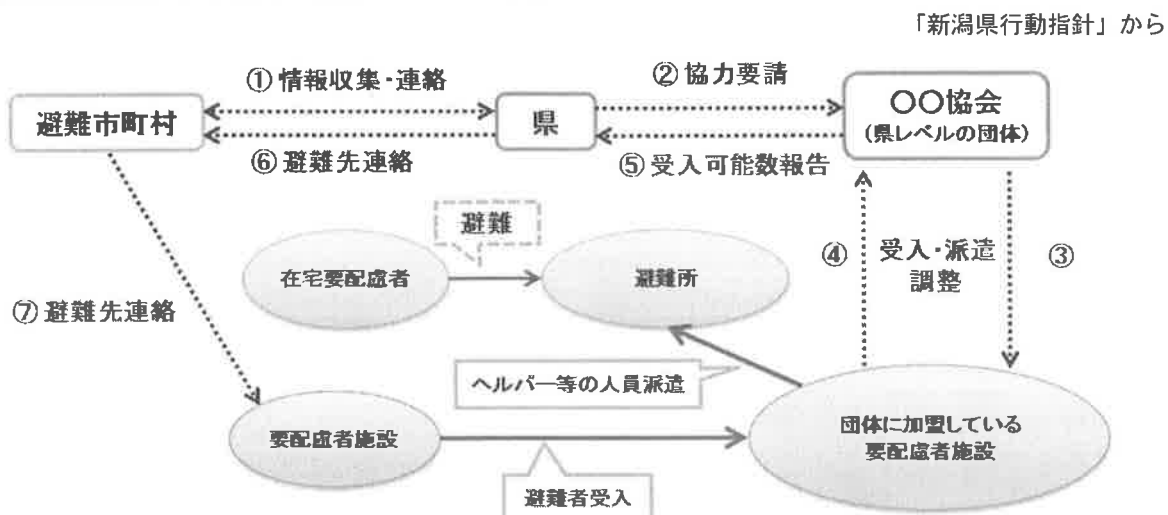 「新潟県行動指針」から
①情報収集・連絡
②協力要請
避難市町村
県
〇〇協会
(県レベルの団体)
⑥避難先連絡
⑤受入可能数報告
避難
在宅要配慮者
避難所
④
受入・派遣
調整
③
⑦避難先連絡
ヘルパー等の人員派遣
要配慮者施設
団体に加盟している
要配慮者施設
避難者受入